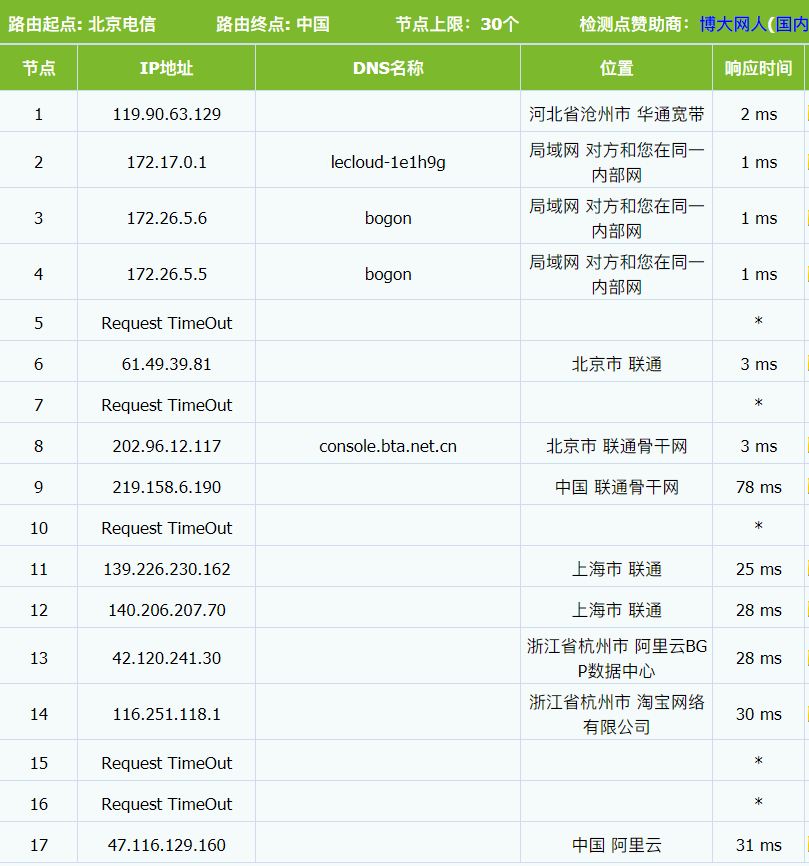 路由起点: 北京电信 路由终点: 中国 节点上限：30个 检测点赞助商： 博大网人(国内
节点 IP地址 DNS名称 位置 响应时间
1 119.90.63.129 河北省沧州市 华通宽带 2 ms
2 172.17.0.1 lecloud-1e1h9g 局域网 对方和您在同一
内部网 1 ms
3 172.26.5.6 bogon 局域网 对方和您在同一
内部网 1 ms
4 172.26.5.5 bogon 局域网 对方和您在同一
内部网 1 ms
5 Request TimeOut *
6 61.49.39.81 北京市 联通 3 ms
7 Request TimeOut *
8 202.96.12.117 console.bta.net.cn 北京市 联通骨干网 3 ms
9 219.158.6.190 中国 联通骨干网 78 ms
10 Request TimeOut *
11 139.226.230.162 上海市 联通 25 ms
12 140.206.207.70 上海市 联通 28 ms
13 42.120.241.30 浙江省杭州市 阿里云BG
P数据中心 28 ms
14 116.251.118.1 浙江省杭州市 淘宝网络
有限公司 30 ms
15 Request TimeOut *
16 Request TimeOut *
17 47.116.129.160 中国 阿里云 31 ms